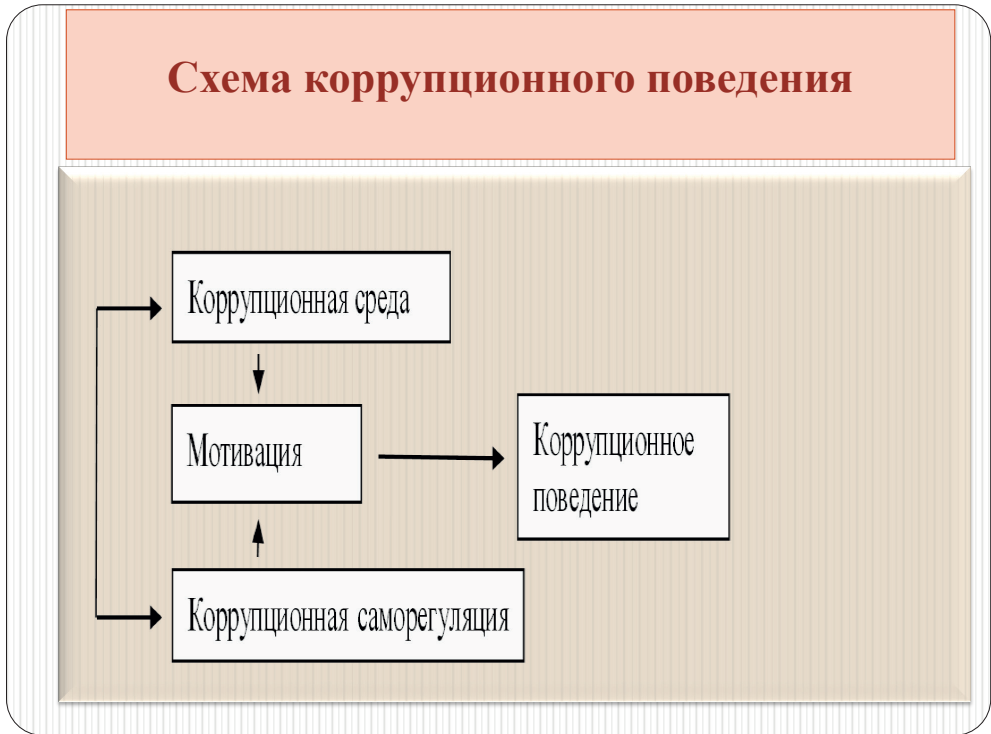 Схема коррупционного поведения
Коррупционная среда
Мотивация
Коррупционное
поведение
Коррупционная саморегуляция